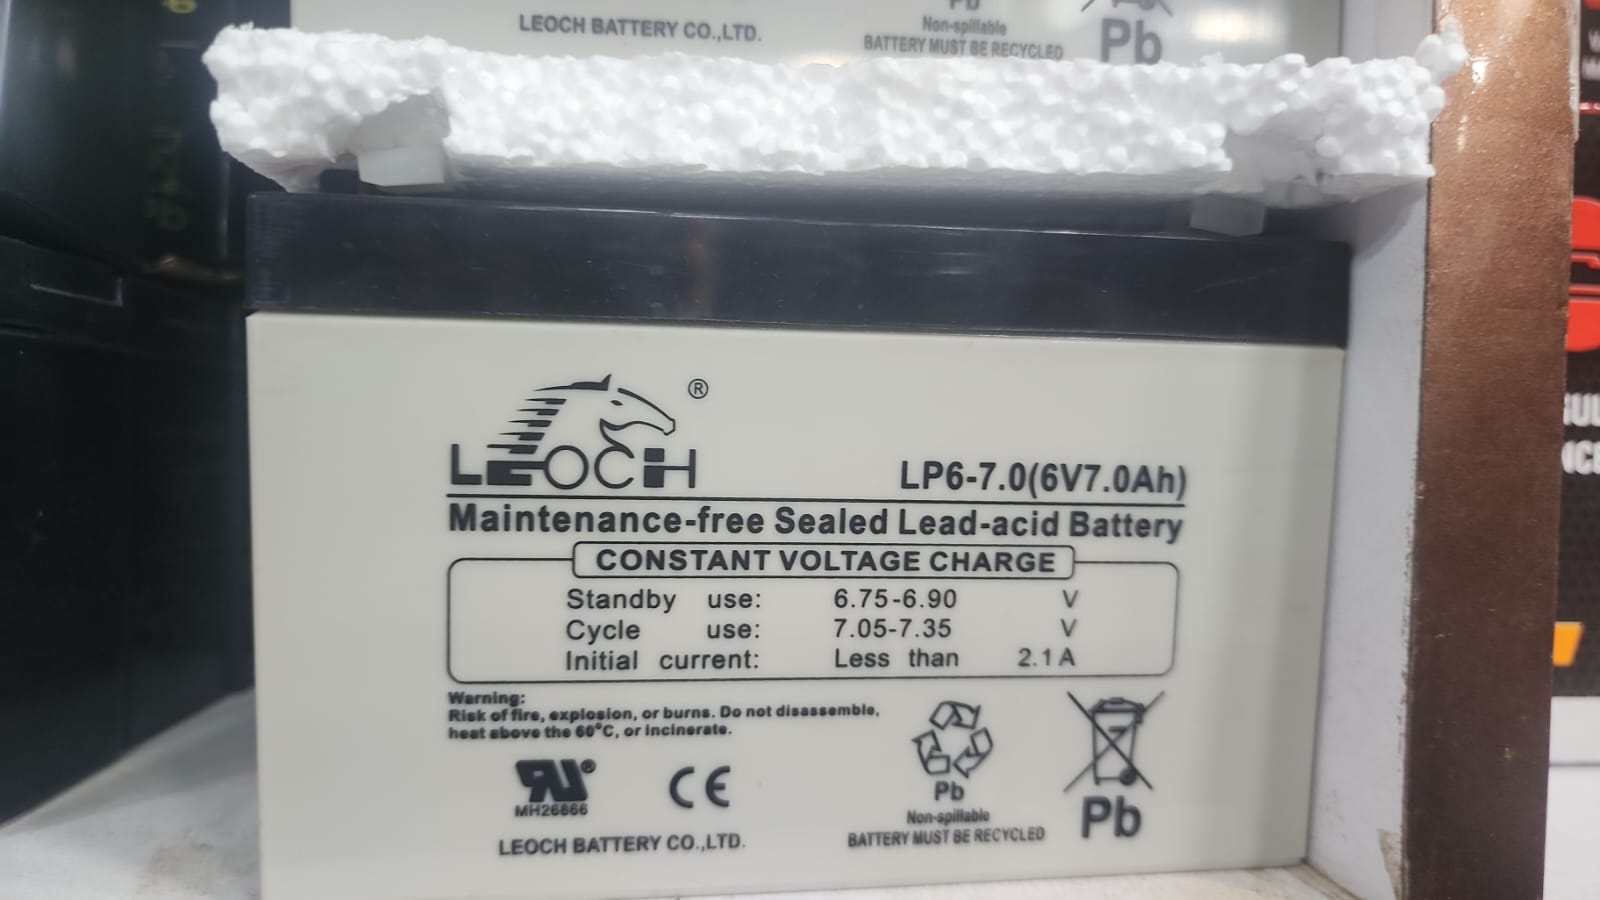 LEOCH BATTERY CO.,LTD.
Non-spillable
BATTERY MUST BE RECYCLED
Pb
®
LEOCH
LP6-7.0(6V7.0Ah)
Maintenance-free Sealed Lead-acid Battery
CONSTANT VOLTAGE CHARGE
Standby use: 6.75-6.90 V
Cycle use: 7.05-7.35 V
Initial current: Less than 2.1A
Warning:
Risk of fire, explosion, or burns. Do not disassemble,
heat above the 60°C, or incinerate.
MH26866
CE
LEOCH BATTERY CO.,LTD.
Pb
Non-spillable
BATTERY MUST BE RECYCLED
Pb